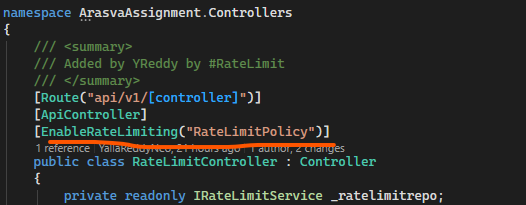 namespace ArasvaAssignment.Controllers
{
/// <summary>
/// Added by YReddy by #RateLimit
/// </summary>
[Route("api/v1/[controller]")]
[ApiController]
[EnableRateLimiting("RateLimitPolicy")]
1 reference | YallaReddyNco, 21 hours ago | 1 author, 2 changes
public class RateLimitController : Controller
{
private readonly IRateLimitService _ratelimitrepo;